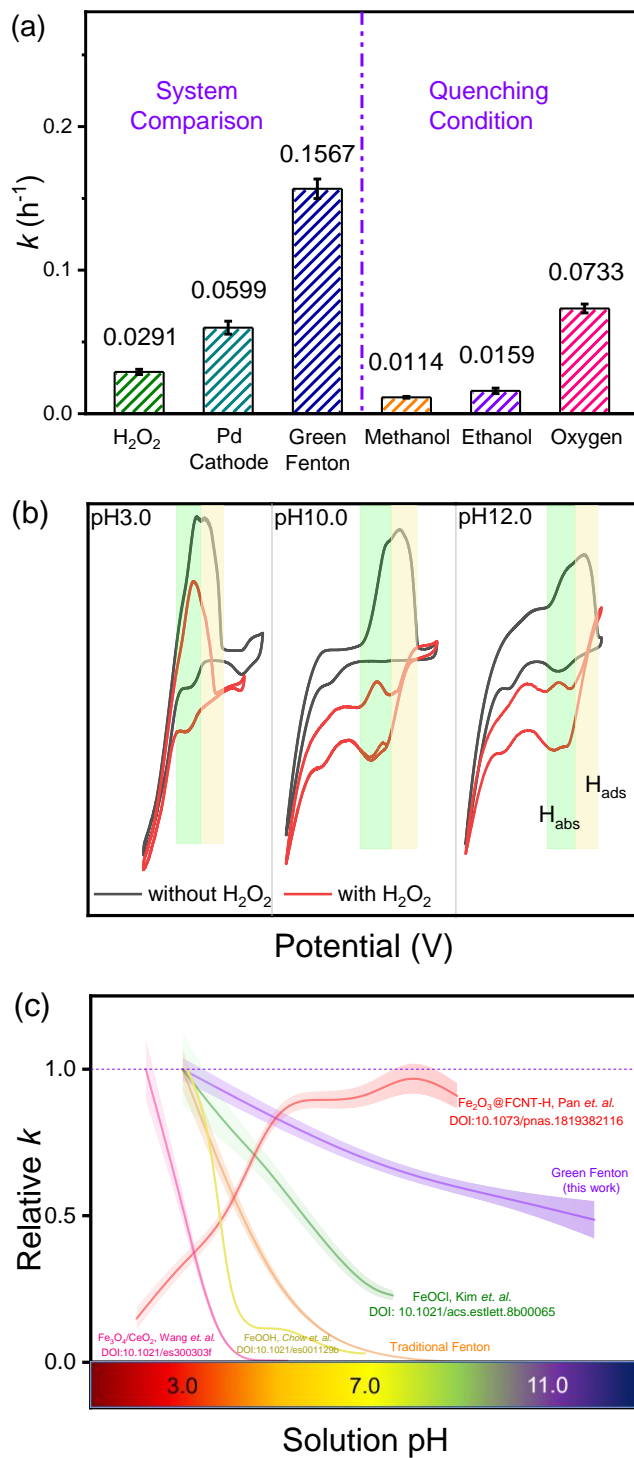 (a)
System
Comparison
Quenching
Condition
0.2
0.1
0.0
k (h⁻¹)
0.0291
0.0599
0.1567
0.0114
0.0159
0.0733
H₂O₂
Pd
Cathode
Green
Fenton
Methanol
Ethanol
Oxygen
(b)
pH3.0
pH10.0
pH12.0
H_abs
H_ads
without H₂O₂
with H₂O₂
Potential (V)
(c)
1.0
0.5
0.0
Relative k
Fe₂O₃@FCNT-H, Pan et. al.
DOI:10.1073/pnas.1819382116
Green Fenton
(this work)
FeOCl, Kim et. al.
DOI: 10.1021/acs.estlett.8b00065
Fe₃O₄/CeO₂, Wang et. al.
DOI:10.1021/es300303f
FeOOH, Chow et. al.
DOI:10.1021/es001129b
Traditional Fenton
3.0
7.0
11.0
Solution pH